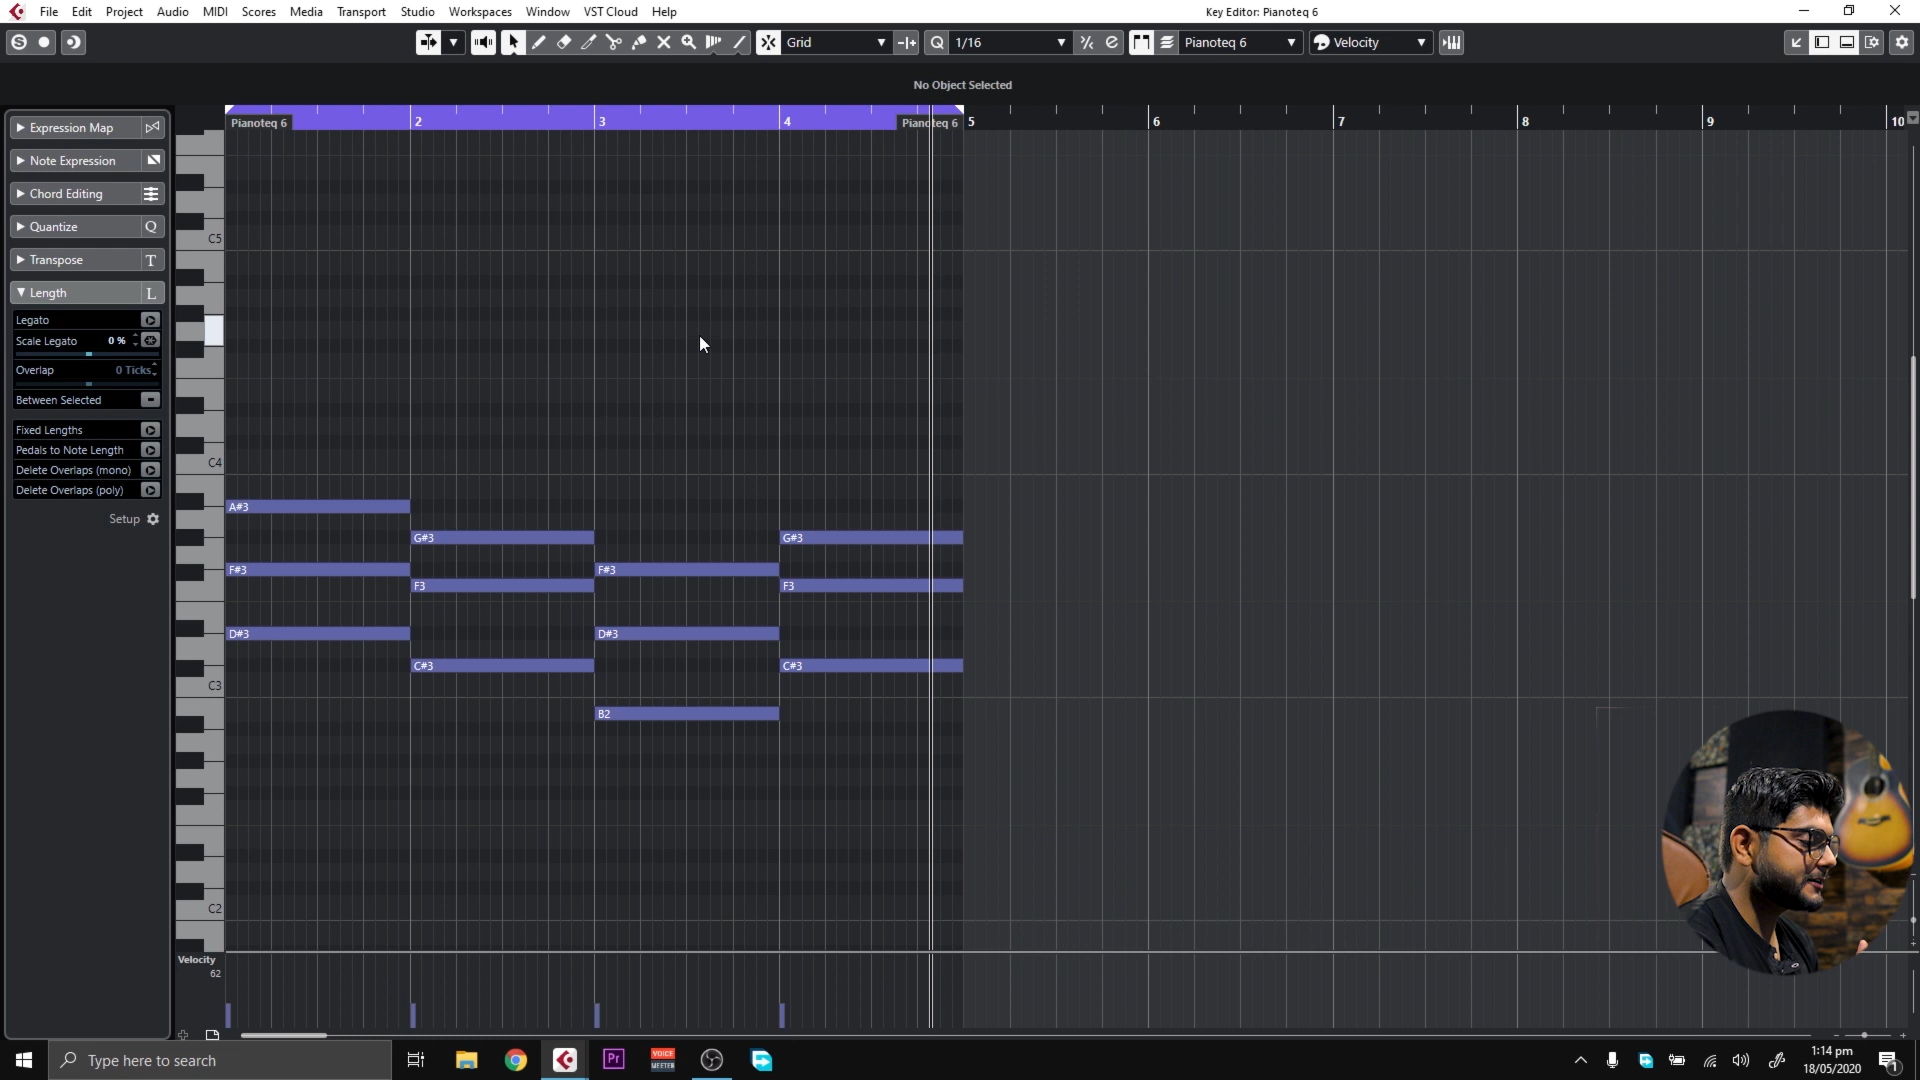 File Edit Project Audio MIDI Scores Media Transport Studio Workspaces Window VST Cloud Help
Key Editor: Pianoteq 6
Grid
1/16
Pianoteq 6
Velocity
No Object Selected
Pianoteq 6 2 3 4 Pianoteq 6 5 6 7 8 9 10
Expression Map
Note Expression
Chord Editing
Quantize Q
Transpose T
Length L
Legato
Scale Legato 0 %
Overlap 0 Ticks
Between Selected
Fixed Lengths
Pedals to Note Length
Delete Overlaps (mono)
Delete Overlaps (poly)
Setup
C5
C4
A#3
G#3 G#3
F#3 F#3
F3 F3
D#3 D#3
C#3 C#3
C3
B2
C2
Velocity
62
Type here to search
Pr
VOICE
MEETER
1:14 pm
18/05/2020
1